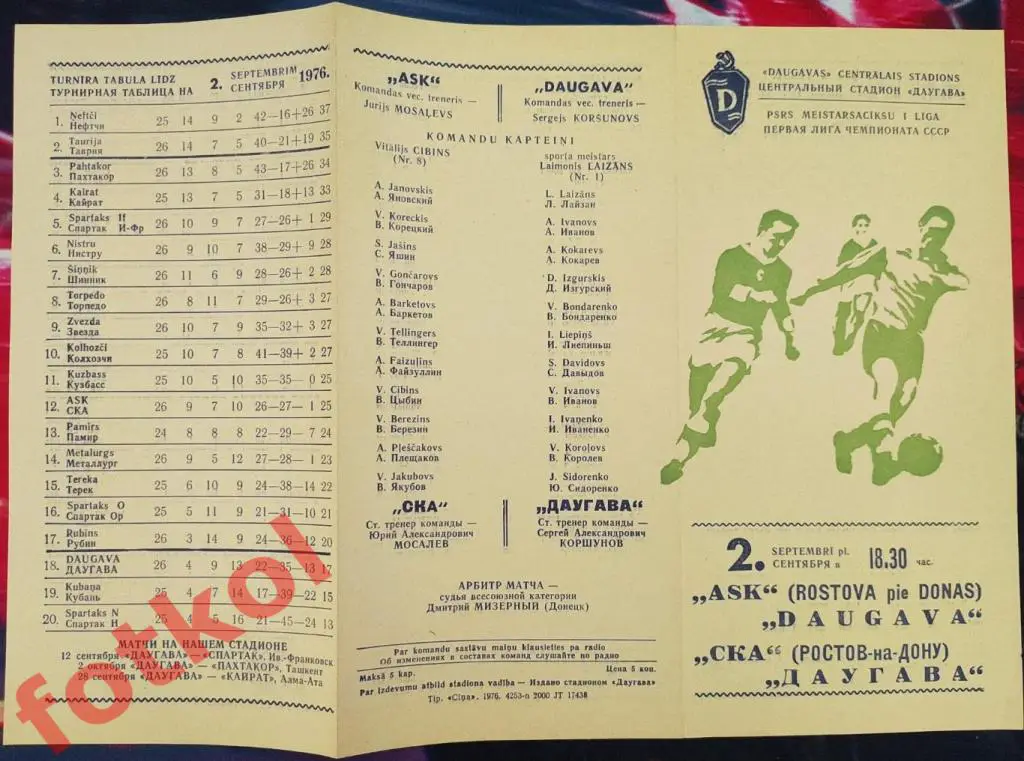 TURNĪRA TABULA LĪDZ 2. SEPTEMBRIM 1976.
ТУРНИРНАЯ ТАБЛИЦА НА 2. СЕНТЯБРЯ
1. Neftči Нефтчи 25 14 9 2 42—16+26 37
2. Taurija Таврия 26 14 7 5 40—21+19 35
3. Pahtakor Пахтакор 26 13 8 5 43—17+26 34
4. Kairat Кайрат 25 13 7 5 31—18+13 33
5. Spartaks If Спартак И-Фр 26 10 9 7 27—26+ 1 29
6. Nistru Нистру 26 9 10 7 38—29+ 9 28
7. Šiņņik Шинник 26 11 6 9 28—26+ 2 28
8. Torpedo Торпедо 26 8 11 7 29—26+ 3 27
9. Zvezda Звезда 26 10 7 9 35—32+ 3 27
10. Kolhozči Колхозчи 25 10 7 8 41—39+ 2 27
11. Kuzbass Кузбасс 25 10 5 10 35—35— 0 25
12. ASK СКА 26 9 7 10 26—27— 1 25
13. Pamirs Памир 24 8 8 8 22—29— 7 24
14. Metalurgs Металлург 26 9 5 12 27—28— 1 23
15. Tereka Терек 25 6 10 9 24—38—14 22
16. Spartaks O Спартак Ор 25 5 11 9 21—31—10 21
17. Rubins Рубин 26 3 14 9 24—36—12 20
18. DAUGAVA ДАУГАВА 26 4 9 13 22—35—13 17
19. Kubaņa Кубань 25 4 7 14 17—39—22 15
20. Spartaks N Спартак Н 25 4 5 16 21—45—24 13
МАТЧИ НА НАШЕМ СТАДИОНЕ
12 сентября «ДАУГАВА» — «СПАРТАК», Ив.-Франковск
2 октября «ДАУГАВА» — «ПАХТАКОР», Ташкент
28 сентября «ДАУГАВА» — «КАЙРАТ», Алма-Ата
„ASK“
Komandas vec. treneris —
Jurijs MOSAĻEVS
„DAUGAVA“
Komandas vec. treneris —
Sergejs KORŠUNOVS
KOMANDU KAPTEIŅI
Vitālijs CIBINS
(Nr. 8)
sporta meistars
Laimonis LAIZĀNS
(Nr. 1)
A. Janovskis
А. Яновский
V. Koreckis
В. Корецкий
S. Jašins
С. Яшин
V. Gončarovs
В. Гончаров
A. Barketovs
А. Баркетов
V. Tellingers
В. Теллингер
A. Faizuļins
А. Файзуллин
V. Cibins
В. Цыбин
V. Berezins
В. Березин
A. Pļeščakovs
А. Плещаков
V. Jakubovs
В. Якубов
L. Laizāns
Л. Лайзан
A. Ivanovs
А. Иванов
A. Kokarevs
А. Кокарев
D. Izgurskis
Д. Изгурский
V. Bondarenko
В. Бондаренко
I. Liepiņš
И. Лиепиньш
S. Davidovs
С. Давыдов
V. Ivanovs
В. Иванов
I. Ivaņenko
И. Иваненко
V. Koroļovs
В. Королев
J. Sidorenko
Ю. Сидоренко
„СКА“
Ст. тренер команды —
Юрий Александрович
МОСАЛЕВ
„ДАУГАВА“
Ст. тренер команды —
Сергей Александрович
КОРШУНОВ
АРБИТР МАТЧА —
судья всесоюзной категории
Дмитрий МИЗЕРНЫЙ (Донецк)
Par komandu sastāvu maiņu klausieties pa radio
Об изменениях в составах команд слушайте по радио
Maksā 5 kap. Цена 5 коп.
Par izdevumu atbild stadiona vadība — Издано стадионом «Даугава»
Tip. «Cīņa». 1976. 4253-n 2000 JT 17438
D
«DAUGAVAS» CENTRĀLAIS STADIONS
ЦЕНТРАЛЬНЫЙ СТАДИОН «ДАУГАВА»
PSRS MEISTARSACĪKŠU I LIGA
ПЕРВАЯ ЛИГА ЧЕМПИОНАТА СССР
2. SEPTEMBRĪ pl. 18.30
СЕНТЯБРЯ в час.
„ASK“ (ROSTOVA pie DONAS)
„DAUGAVA“
„СКА“ (РОСТОВ-на-ДОНУ)
„ДАУГАВА“
fotkol